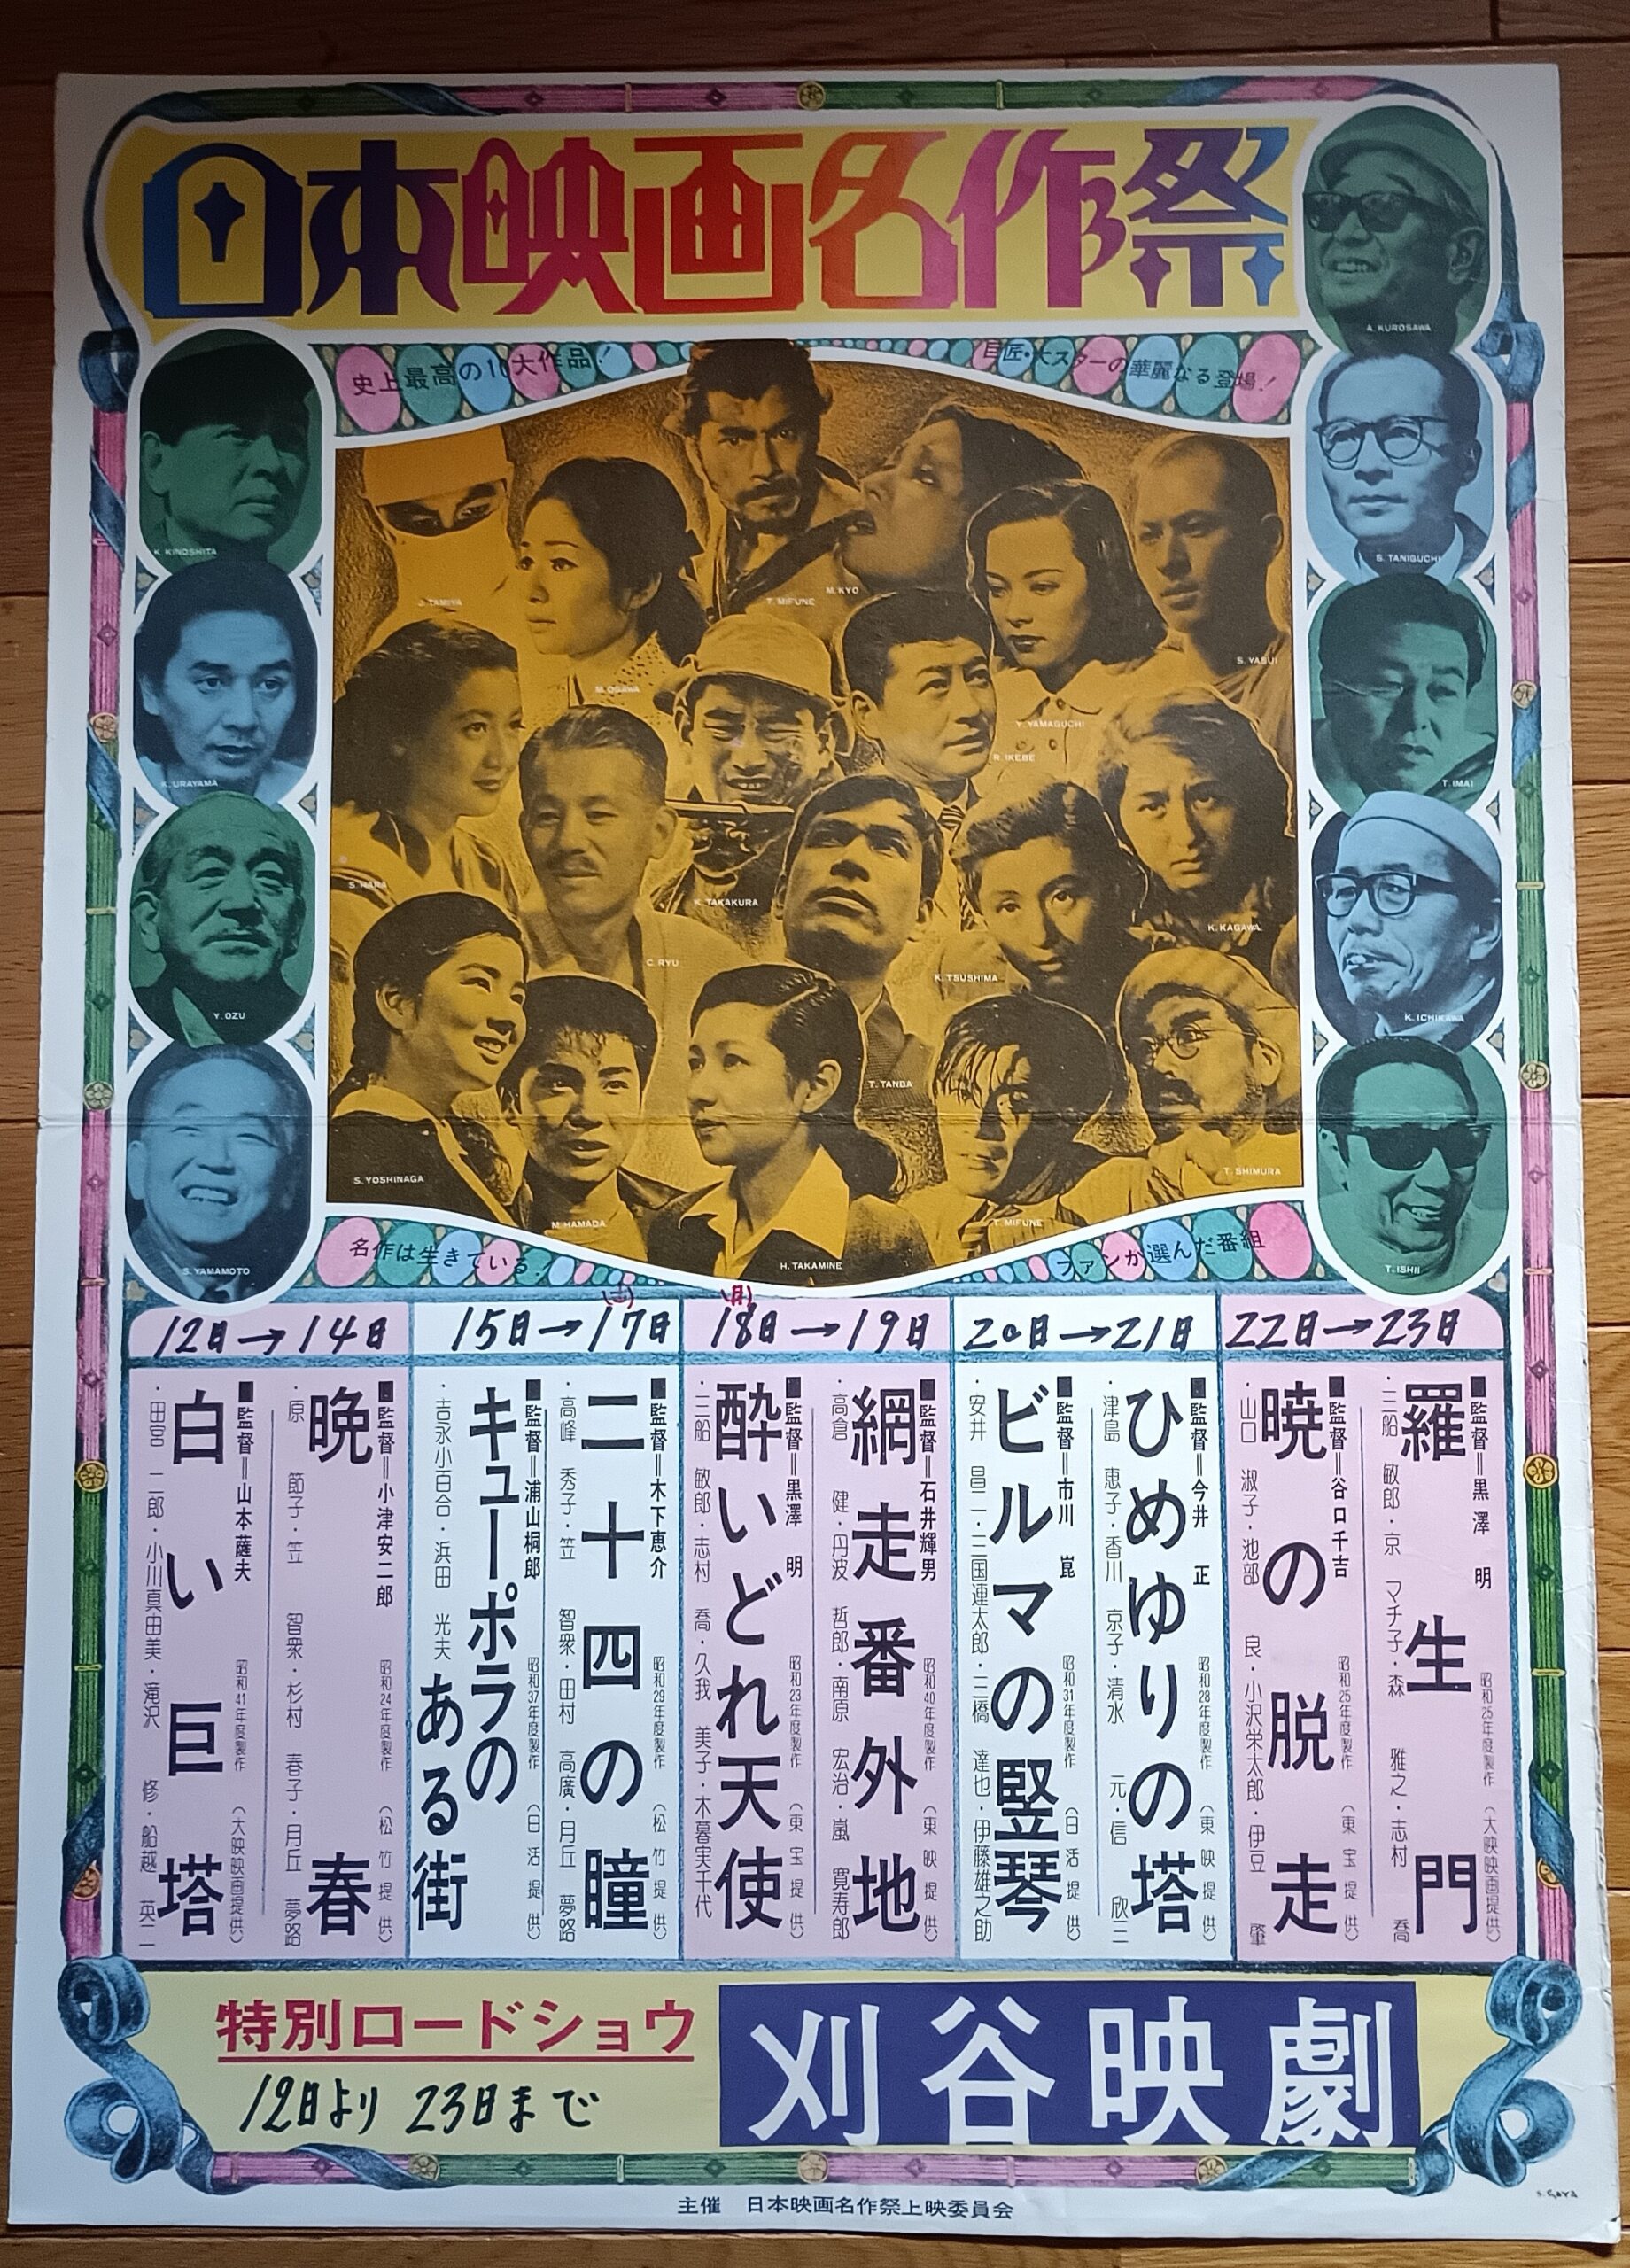 日本映画名作祭
史上最高の10大作品！
巨匠・大スターの華麗なる登場！
A. KUROSAWA
K. KINOSHITA
S. TANIGUCHI
K. URAYAMA
T. IMAI
Y. OZU
K. ICHIKAWA
S. YAMAMOTO
T. ISHII
J. TAMIYA
M. OGAWA
T. MIFUNE
M. KYO
Y. YAMAGUCHI
S. YASUI
S. HARA
C. RYU
K. TAKAKURA
R. IKEBE
K. TSUSHIMA
K. KAGAWA
S. YOSHINAGA
M. HAMADA
H. TAKAMINE
T. TANBA
T. MIFUNE
T. SHIMURA
名作は生きている！
ファンが選んだ番組
12日→14日
15日→17日
(土)
18日→19日
(月)
20日→21日
22日→23日
羅生門
■監督＝黒澤 明
昭和25年度製作
(大映映画提供)
・三船 敏郎・京 マチ子・森 雅之・志村 喬
暁の脱走
■監督＝谷口千吉
昭和25年度製作
(東宝提供)
・山口 淑子・池部 良・小沢栄太郎・伊豆 肇
ひめゆりの塔
■監督＝今井 正
昭和28年度製作
(東映提供)
・津島 恵子・香川 京子・清水 元・信 欣三
ビルマの竪琴
■監督＝市川 崑
昭和31年度製作
(日活提供)
・安井 昌二・三国連太郎・三橋 達也・伊藤雄之助
網走番外地
■監督＝石井輝男
昭和40年度製作
(東映提供)
・高倉 健・丹波 哲郎・南原 宏治・嵐 寛寿郎
酔いどれ天使
■監督＝黒澤 明
昭和23年度製作
(東宝提供)
・三船 敏郎・志村 喬・久我 美子・木暮実千代
二十四の瞳
■監督＝木下恵介
昭和29年度製作
(松竹提供)
・高峰 秀子・笠 智衆・田村 高廣・月丘 夢路
キューポラのある街
■監督＝浦山桐郎
昭和37年度製作
(日活提供)
・吉永小百合・浜田 光夫
晩春
■監督＝小津安二郎
昭和24年度製作
(松竹提供)
・原 節子・笠 智衆・杉村 春子・月丘 夢路
白い巨塔
■監督＝山本薩夫
昭和41年度製作
(大映映画提供)
・田宮 二郎・小川真由美・滝沢 修・船越 英二
特別ロードショウ
12日より 23日まで
刈谷映劇
主催 日本映画名作祭上映委員会